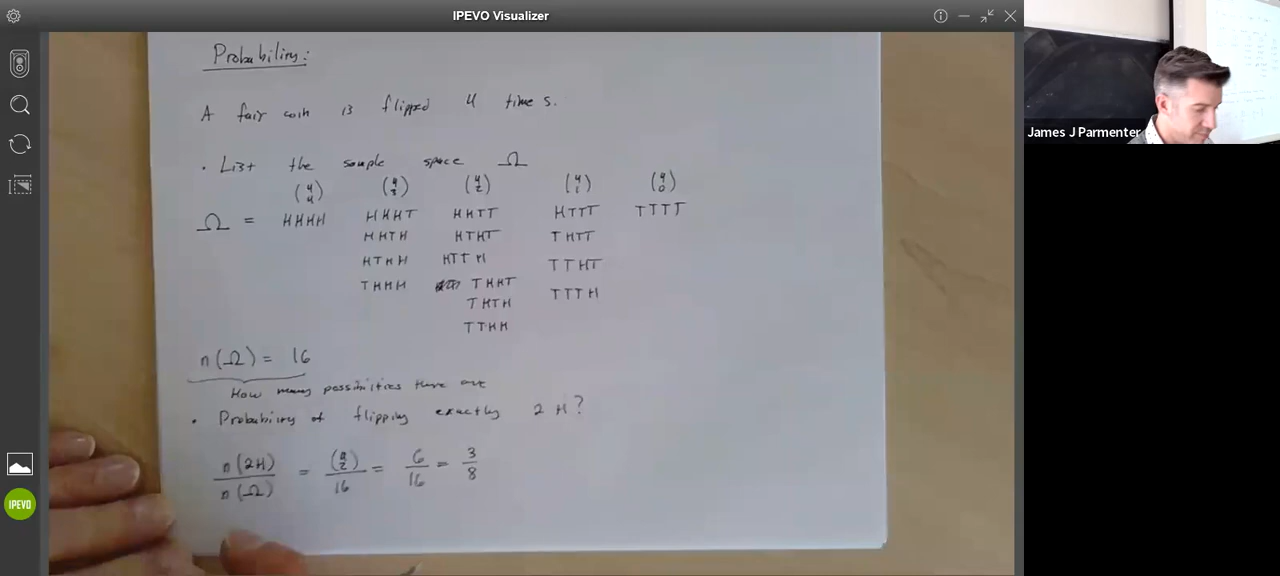 IPEVO Visualizer
James J Parmenter
Probability:
A fair coin is flipped 4 times.
• List the sample space Ω
(4 4) (4 3) (4 2) (4 1) (4 0)
Ω = HHHH HHHT HHTT HTTT TTTT
HHTH HTHT THTT
HTHH HTTH TTHT
THHH THHT TTTH
THTH
TTHH
n(Ω) = 16
How many possibilities there are
• Probability of flipping exactly 2 H?
n(2H) / n(Ω) = (4 2) / 16 = 6/16 = 3/8
IPEVO